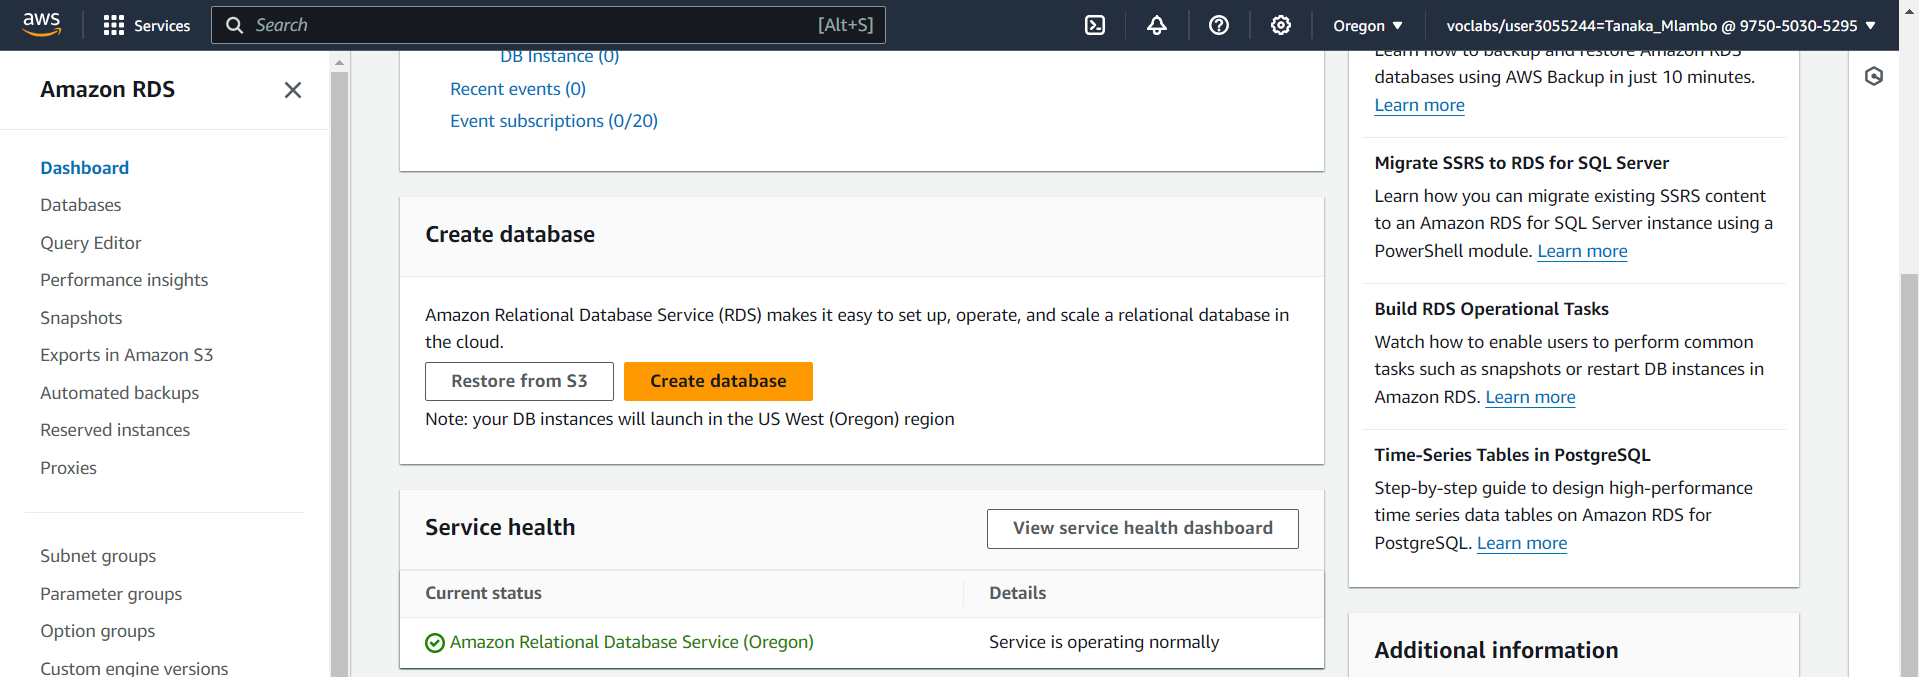 aws
Services
Search
[Alt+S]
Oregon
voclabs/user3055244=Tanaka_Mlambo @ 9750-5030-5295
Amazon RDS
Dashboard
Databases
Query Editor
Performance insights
Snapshots
Exports in Amazon S3
Automated backups
Reserved instances
Proxies
Subnet groups
Parameter groups
Option groups
Custom engine versions
DB Instance (0)
Recent events (0)
Event subscriptions (0/20)
Create database
Amazon Relational Database Service (RDS) makes it easy to set up, operate, and scale a relational database in
the cloud.
Restore from S3
Create database
Note: your DB instances will launch in the US West (Oregon) region
Service health
View service health dashboard
Current status
Details
Amazon Relational Database Service (Oregon)
Service is operating normally
Learn how to backup and restore Amazon RDS
databases using AWS Backup in just 10 minutes.
Learn more
Migrate SSRS to RDS for SQL Server
Learn how you can migrate existing SSRS content
to an Amazon RDS for SQL Server instance using a
PowerShell module. Learn more
Build RDS Operational Tasks
Watch how to enable users to perform common
tasks such as snapshots or restart DB instances in
Amazon RDS. Learn more
Time-Series Tables in PostgreSQL
Step-by-step guide to design high-performance
time series data tables on Amazon RDS for
PostgreSQL. Learn more
Additional information